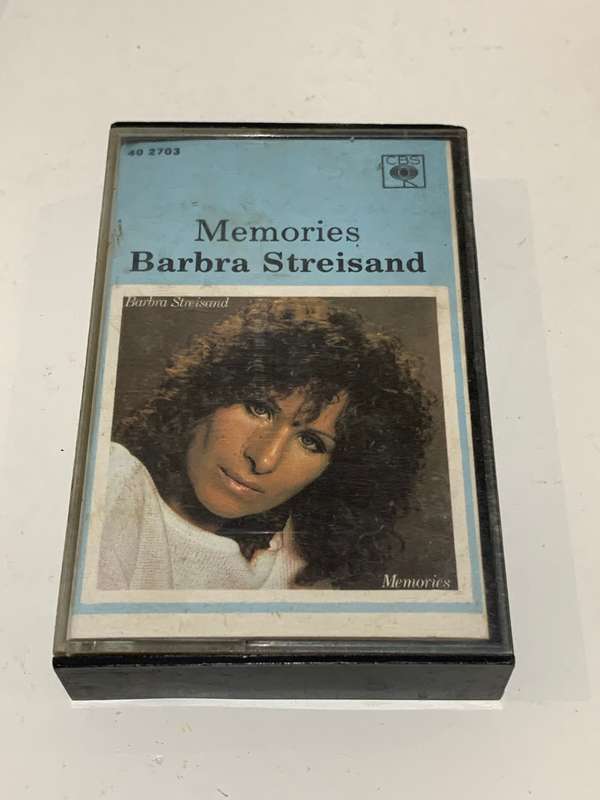 40 2703
CBS
Memories
Barbra Streisand
Barbra Streisand
Memories